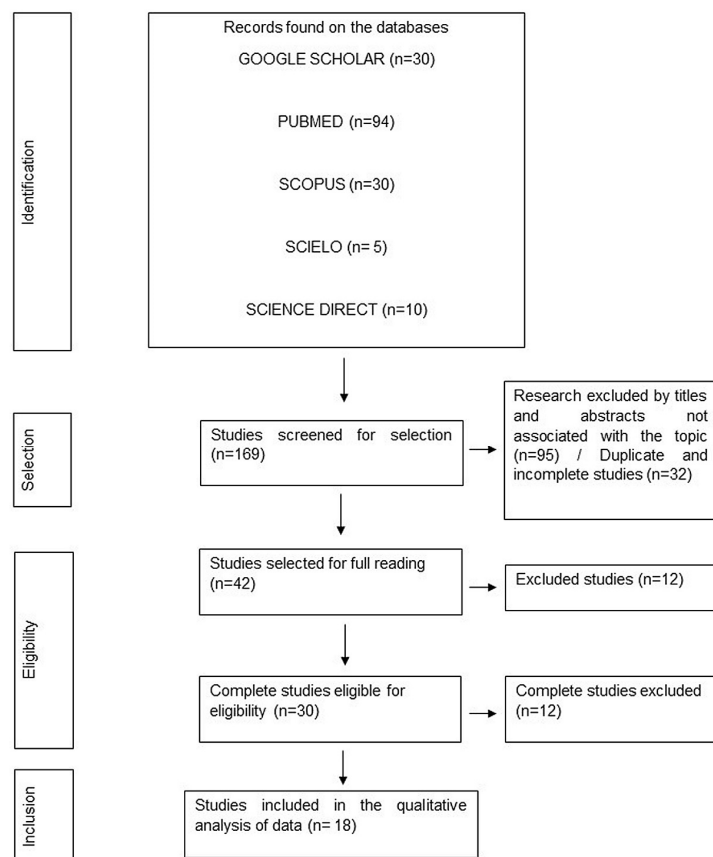 Identification
Records found on the databases
GOOGLE SCHOLAR (n=30)
PUBMED (n=94)
SCOPUS (n=30)
SCIELO (n= 5)
SCIENCE DIRECT (n=10)
Selection
Studies screened for selection
(n=169)
Research excluded by titles
and abstracts not
associated with the topic
(n=95) / Duplicate and
incomplete studies (n=32)
Eligibility
Studies selected for full reading
(n=42)
Excluded studies (n=12)
Complete studies eligible for
eligibility (n=30)
Complete studies excluded
(n=12)
Inclusion
Studies included in the qualitative
analysis of data (n= 18)